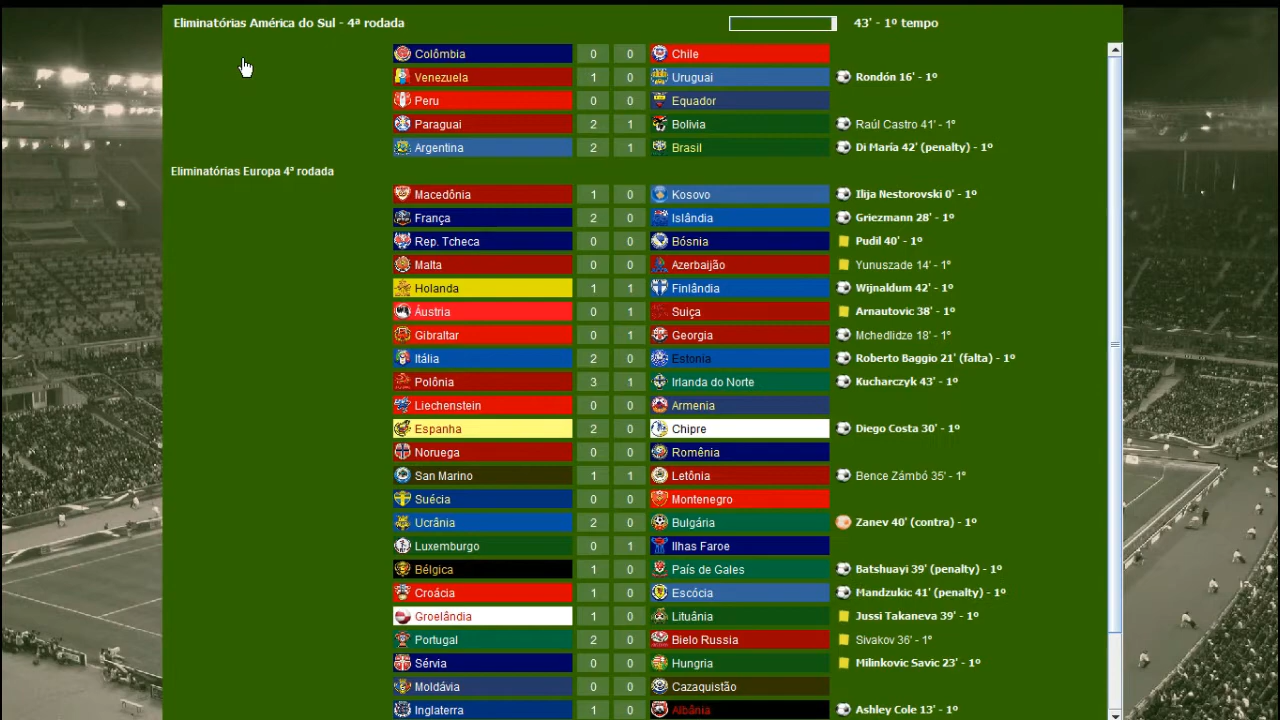 Eliminatórias América do Sul - 4ª rodada 43' - 1º tempo
Colômbia 0 0 Chile
Venezuela 1 0 Uruguai Rondón 16' - 1º
Peru 0 0 Equador
Paraguai 2 1 Bolivia Raúl Castro 41' - 1º
Argentina 2 1 Brasil Di María 42' (penalty) - 1º
Eliminatórias Europa 4ª rodada
Macedônia 1 0 Kosovo Ilija Nestorovski 0' - 1º
França 2 0 Islândia Griezmann 28' - 1º
Rep. Tcheca 0 0 Bósnia Pudil 40' - 1º
Malta 0 0 Azerbaijão Yunuszade 14' - 1º
Holanda 1 1 Finlândia Wijnaldum 42' - 1º
Áustria 0 1 Suiça Arnautovic 38' - 1º
Gibraltar 0 1 Georgia Mchedlidze 18' - 1º
Itália 2 0 Estonia Roberto Baggio 21' (falta) - 1º
Polônia 3 1 Irlanda do Norte Kucharczyk 43' - 1º
Liechenstein 0 0 Armenia
Espanha 2 0 Chipre Diego Costa 30' - 1º
Noruega 0 0 Romênia
San Marino 1 1 Letônia Bence Zámbó 35' - 1º
Suécia 0 0 Montenegro
Ucrânia 2 0 Bulgária Zanev 40' (contra) - 1º
Luxemburgo 0 1 Ilhas Faroe
Bélgica 1 0 País de Gales Batshuayi 39' (penalty) - 1º
Croácia 1 0 Escócia Mandzukic 41' (penalty) - 1º
Groelândia 1 0 Lituânia Jussi Takaneva 39' - 1º
Portugal 2 0 Bielo Russia Sivakov 36' - 1º
Sérvia 0 0 Hungria Milinkovic Savic 23' - 1º
Moldávia 0 0 Cazaquistão
Inglaterra 1 0 Albânia Ashley Cole 13' - 1º